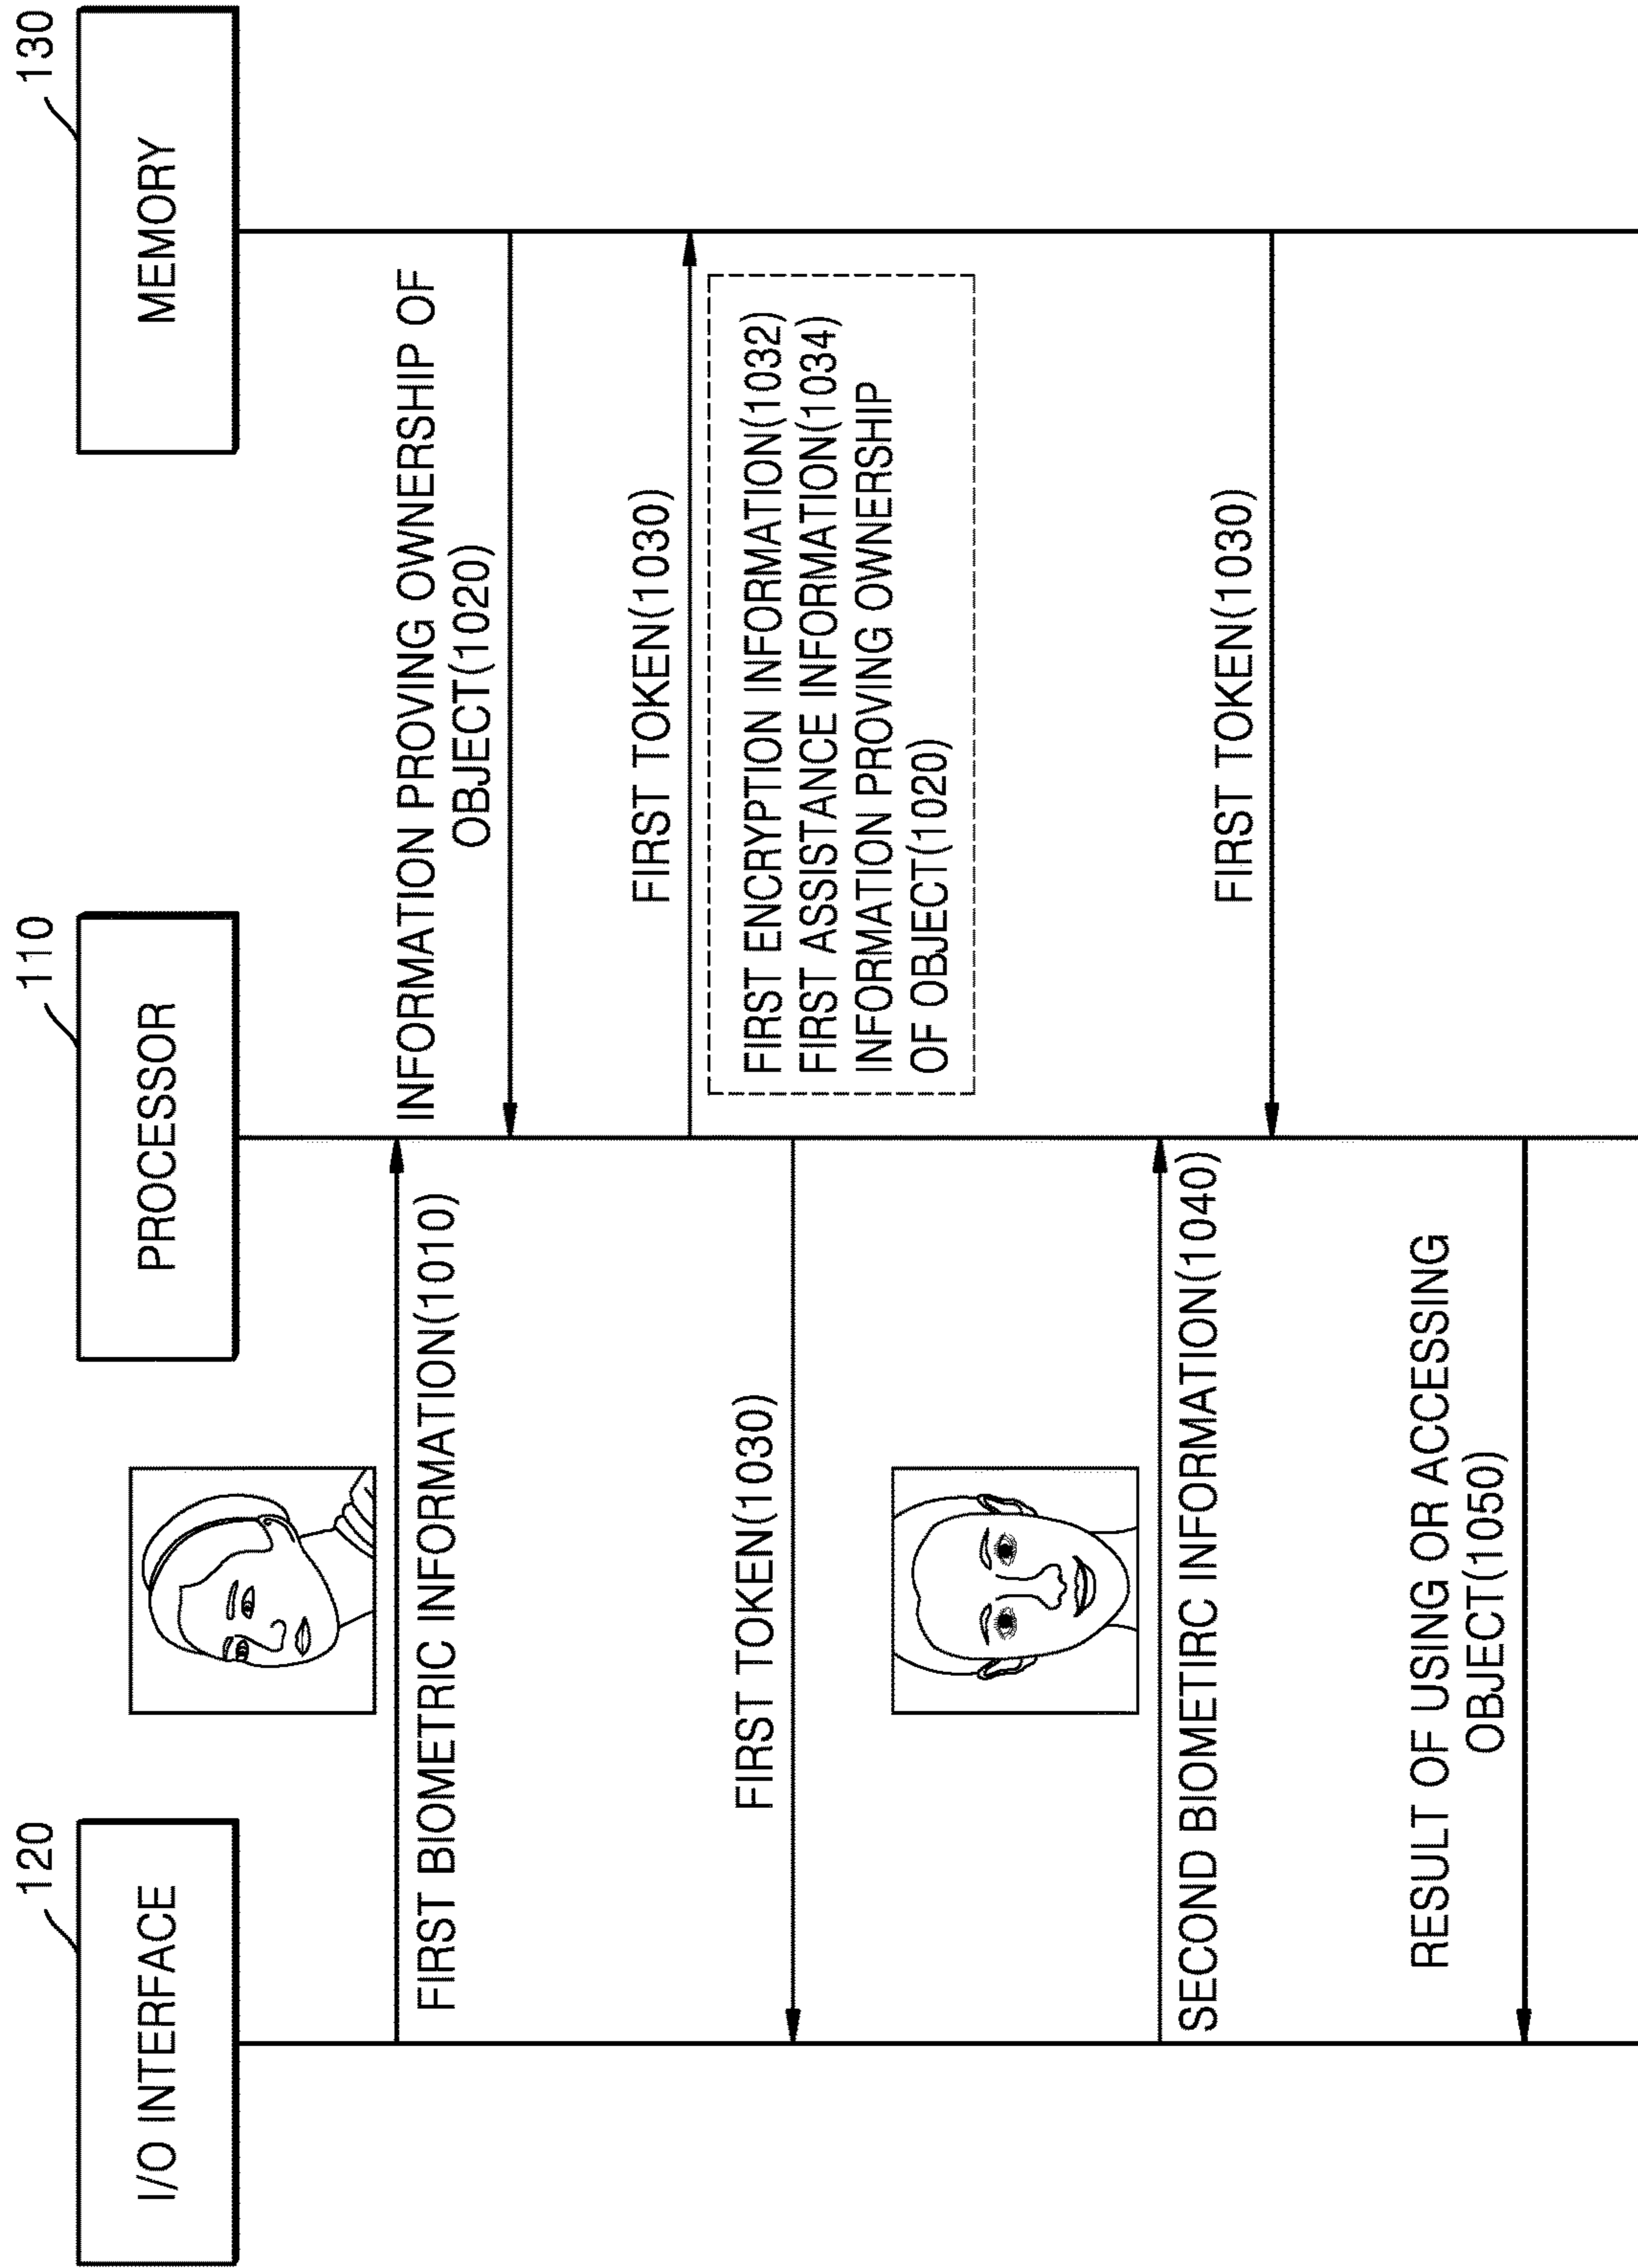 120
110
130
I/O INTERFACE
PROCESSOR
MEMORY
FIRST BIOMETRIC INFORMATION(1010)
INFORMATION PROVING OWNERSHIP OF
OBJECT(1020)
FIRST TOKEN(1030)
FIRST ENCRYPTION INFORMATION(1032)
FIRST ASSISTANCE INFORMATION(1034)
INFORMATION PROVING OWNERSHIP
OF OBJECT(1020)
FIRST TOKEN(1030)
SECOND BIOMETIRC INFORMATION(1040)
FIRST TOKEN(1030)
RESULT OF USING OR ACCESSING
OBJECT(1050)